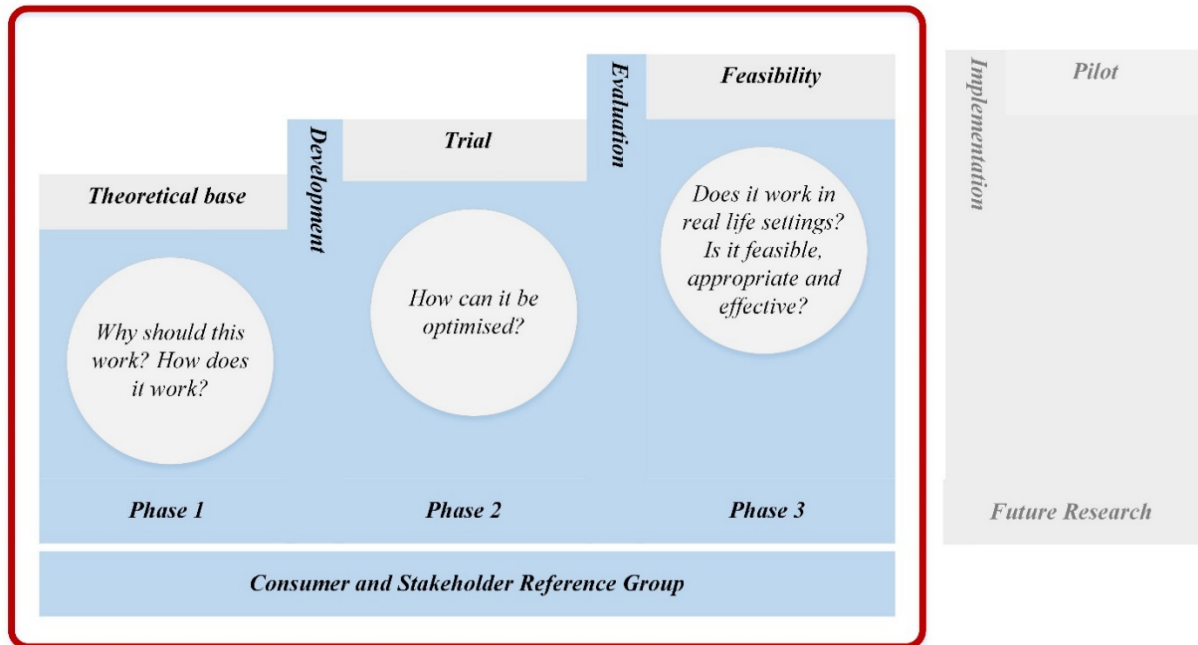 Theoretical base
Why should this
work? How does
it work?
Phase 1
Development
Trial
How can it be
optimised?
Phase 2
Evaluation
Feasibility
Does it work in
real life settings?
Is it feasible,
appropriate and
effective?
Phase 3
Consumer and Stakeholder Reference Group
Implementation
Pilot
Future Research